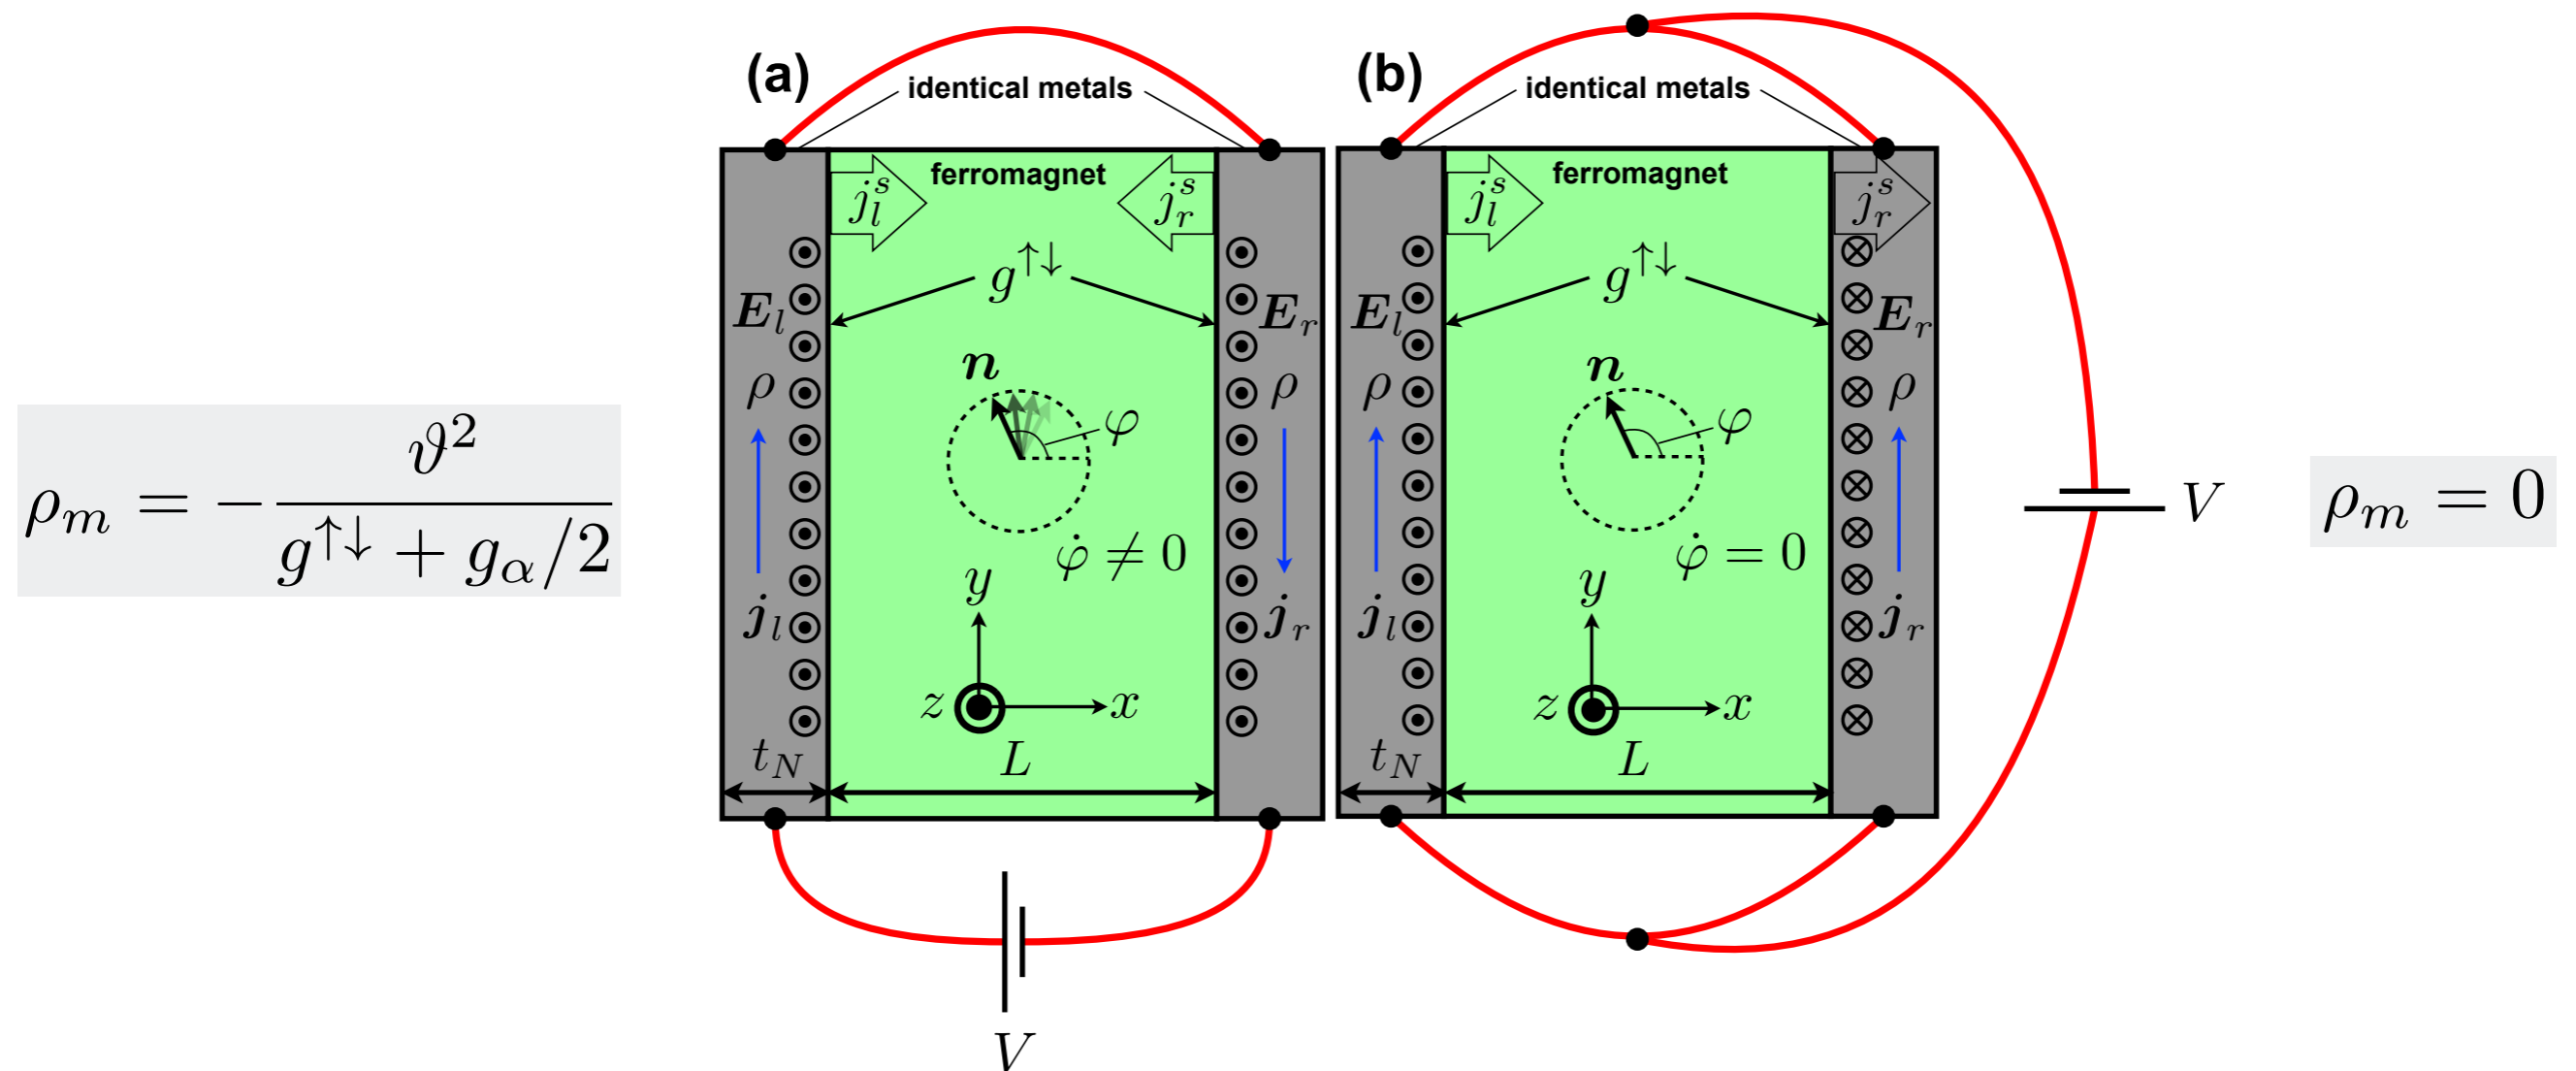 ρ_m = − ϑ² / (g^{↑↓} + g_α/2)
(a)
identical metals
ferromagnet
j_l^s
j_r^s
g^{↑↓}
E_l
E_r
n
ρ
ρ
φ
φ̇ ≠ 0
j_l
j_r
y
z
x
t_N
L
V
(b)
identical metals
ferromagnet
j_l^s
j_r^s
g^{↑↓}
E_l
E_r
n
ρ
ρ
φ
φ̇ = 0
j_l
j_r
y
z
x
t_N
L
V
ρ_m = 0